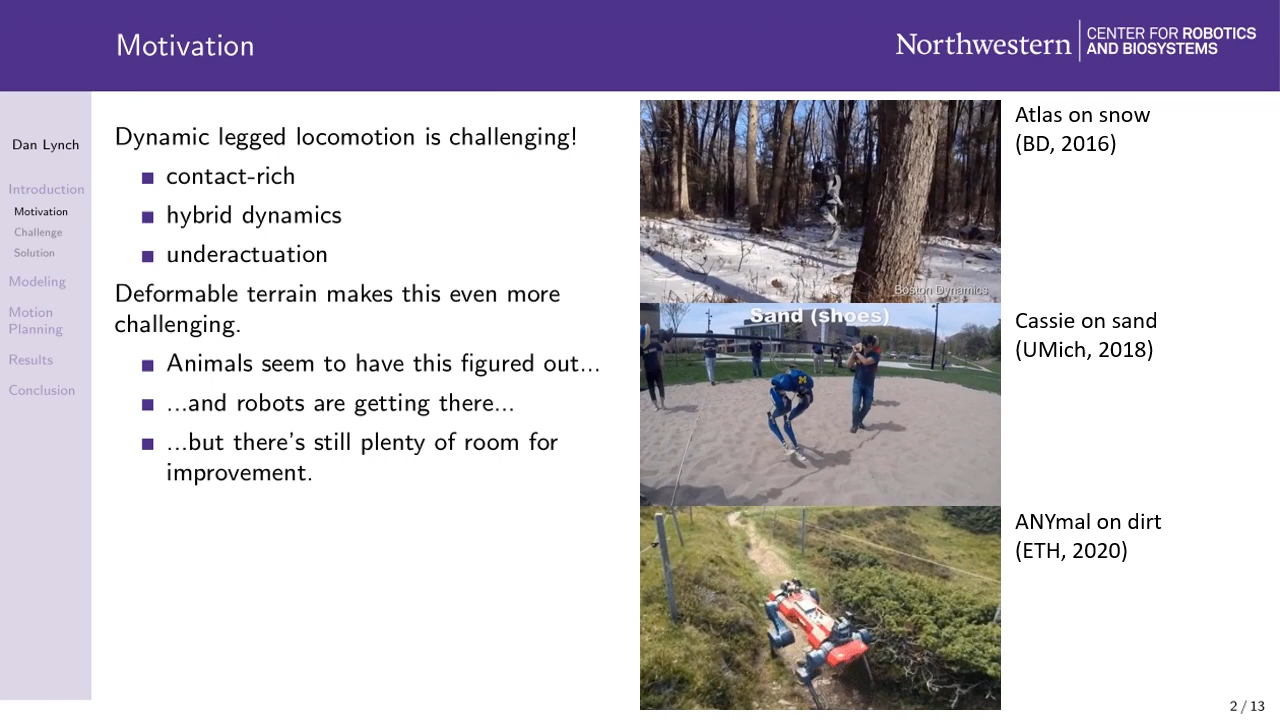 Motivation
Northwestern
CENTER FOR ROBOTICS
AND BIOSYSTEMS
Dan Lynch
Introduction
Motivation
Challenge
Solution
Modeling
Motion
Planning
Results
Conclusion
Dynamic legged locomotion is challenging!
contact-rich
hybrid dynamics
underactuation
Deformable terrain makes this even more
challenging.
Animals seem to have this figured out...
...and robots are getting there...
...but there's still plenty of room for
improvement.
Boston Dynamics
Atlas on snow
(BD, 2016)
Sand (shoes)
M
Cassie on sand
(UMich, 2018)
ANYmal on dirt
(ETH, 2020)
2 / 13